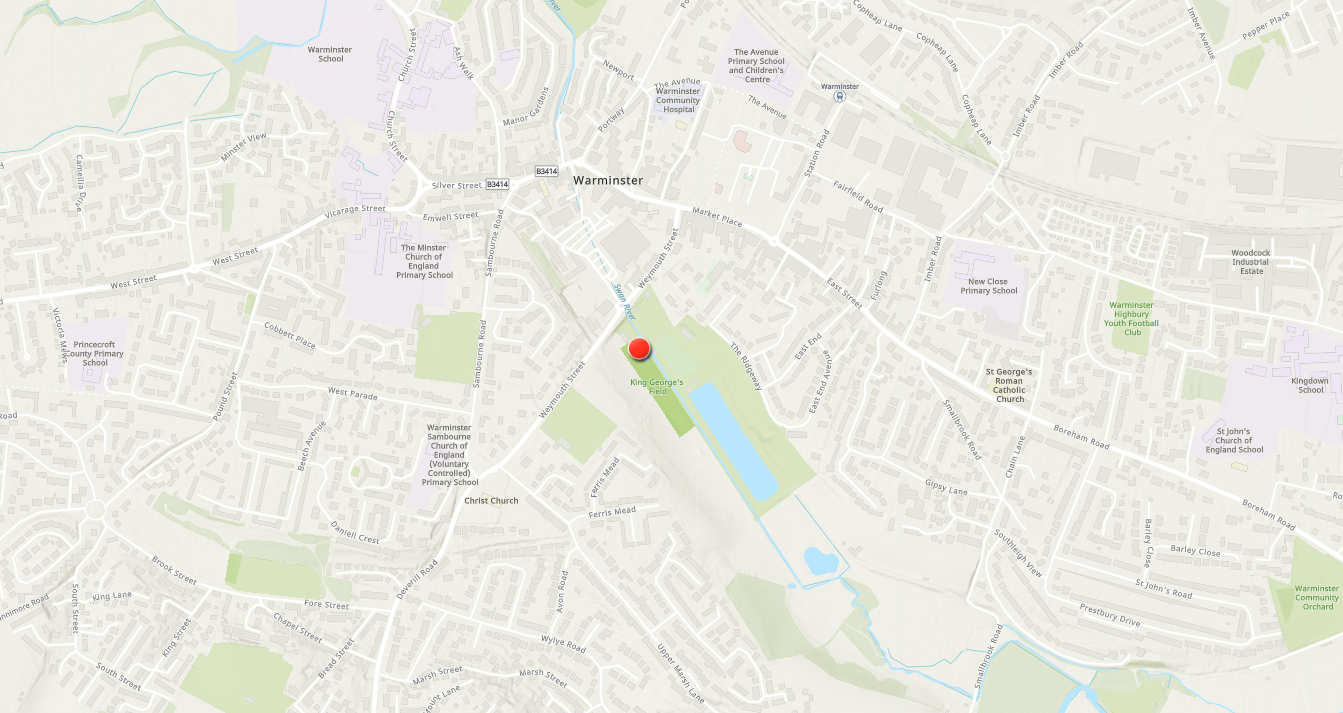 Warminster
School
Church Street
Ash Walk
Manor Gardens
Newport
Portway
The Avenue
Warminster
Community
Hospital
The Avenue
Primary School
and Children's
Centre
The Avenue
Warminster
Copheap Lane
Copheap Lane
Copheap Lane
Imber Road
Imber Road
Imber Avenue
Pepper Place
Minster View
Camellia Drive
Church Street
Silver Street
B3414
B3414
Warminster
Station Road
Fairfield Road
Vicarage Street
Emwell Street
Market Place
West Street
West Street
The Minster
Church of
England
Primary School
Sambourne Road
Weymouth Street
Swan River
East Street
Furlong
Imber Road
New Close
Primary School
Woodcock
Industrial
Estate
Warminster
Highbury
Youth Football
Club
Victoria Mews
Princecroft
County Primary
School
Cobbett Place
Sambourne Road
Pound Street
West Parade
Weymouth Street
King George's
Field
The Ridgeway
East End
East End Avenue
St George's
Roman
Catholic
Church
Kingdown
School
Road
Beech Avenue
Warminster
Sambourne
Church of
England
(Voluntary
Controlled)
Primary School
Christ Church
Ferris Mead
Ferris Mead
Smallbrook Road
Chain Lane
Boreham Road
St John's
Church of
England School
Gipsy Lane
Boreham Road
Daniell Crest
Brook Street
Deverill Road
Avon Road
Southleigh View
Barley Close
Barley Close
St John's Road
Prestbury Drive
Warminster
Community
Orchard
South Street
King Lane
King Street
Fore Street
Chapel Street
Bread Street
South Street
Wylye Road
Marsh Street
Marsh Street
Upper Marsh Lane
Smallbrook Road